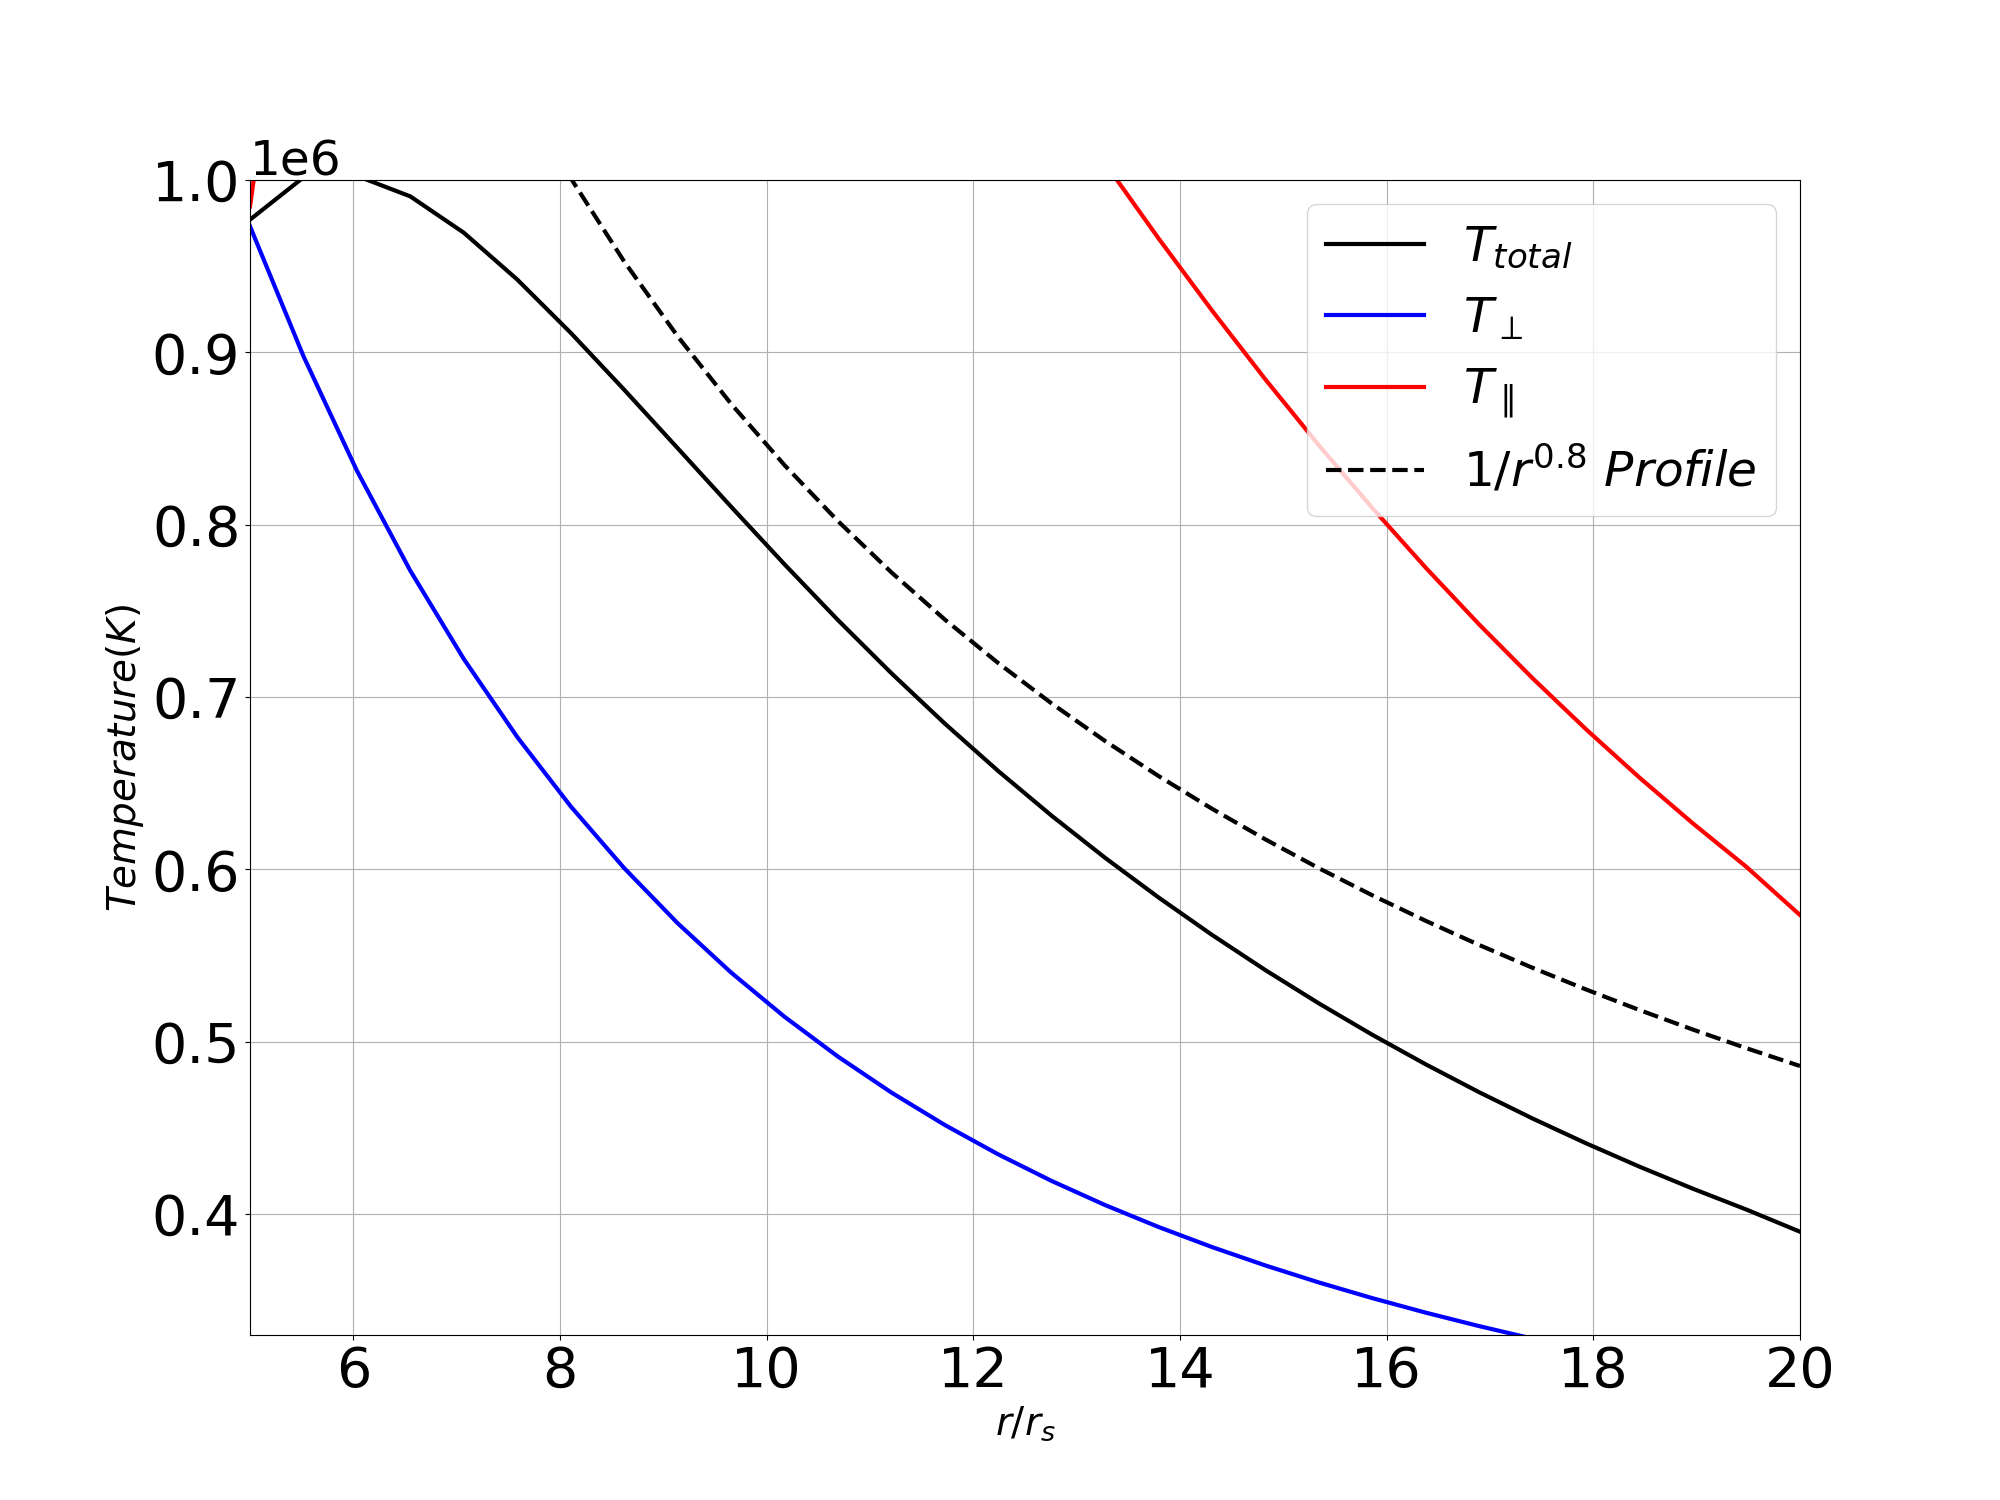 1e6
1.0
0.9
0.8
0.7
0.6
0.5
0.4
Temperature(K)
6 8 10 12 14 16 18 20
r/r_s
T_total
T_⊥
T_∥
1/r^0.8 Profile